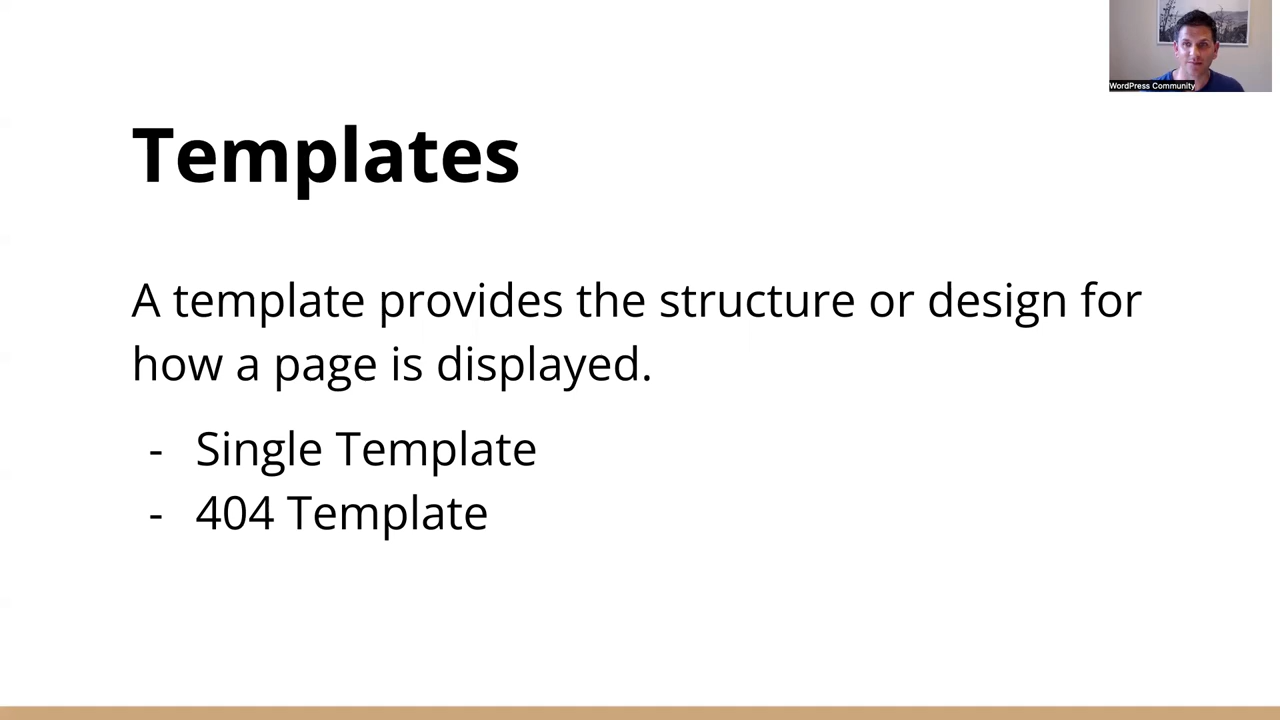 WordPress Community
Templates
A template provides the structure or design for
how a page is displayed.
- Single Template
- 404 Template